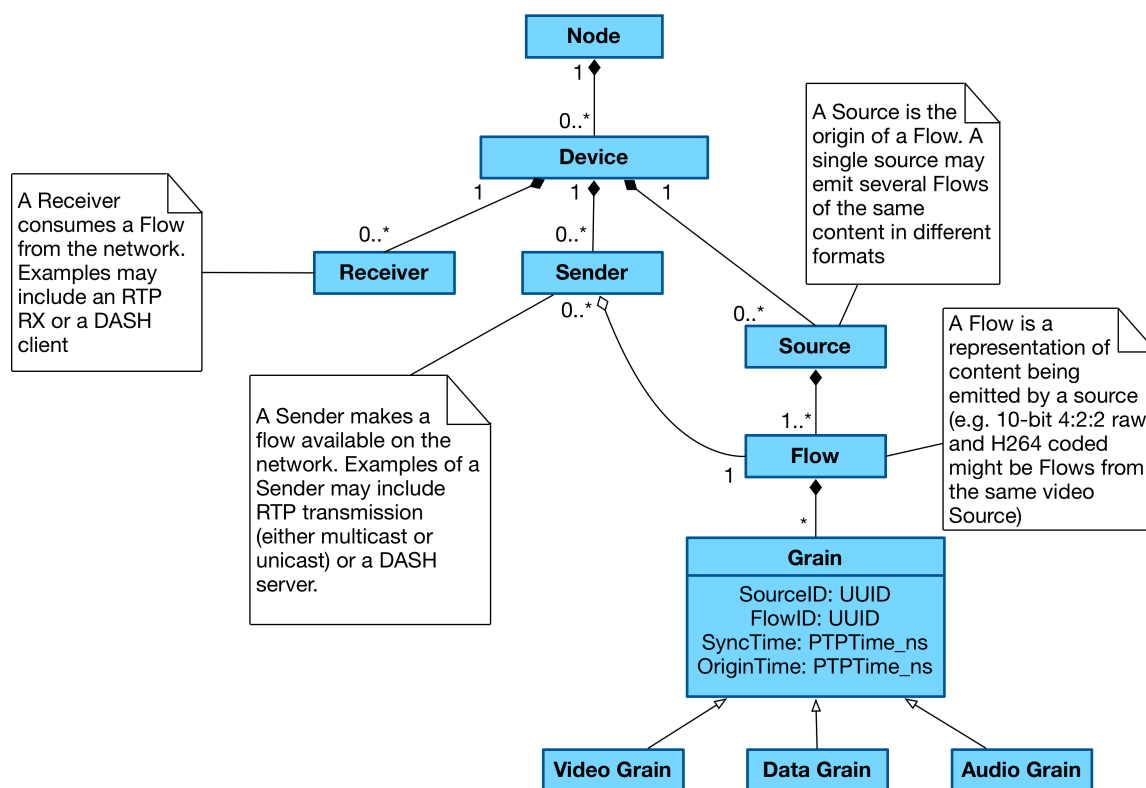 Node
1
0..*
Device
1
1
1
A Source is the
origin of a Flow. A
single source may
emit several Flows
of the same
content in different
formats
A Receiver
consumes a Flow
from the network.
Examples may
include an RTP
RX or a DASH
client
0..*
Receiver
0..*
Sender
0..*
0..*
Source
A Flow is a
representation of
content being
emitted by a source
(e.g. 10-bit 4:2:2 raw
and H264 coded
might be Flows from
the same video
Source)
A Sender makes a
flow available on the
network. Examples of a
Sender may include
RTP transmission
(either multicast or
unicast) or a DASH
server.
1..*
Flow
1
*
Grain
SourceID: UUID
FlowID: UUID
SyncTime: PTPTime_ns
OriginTime: PTPTime_ns
Video Grain
Data Grain
Audio Grain